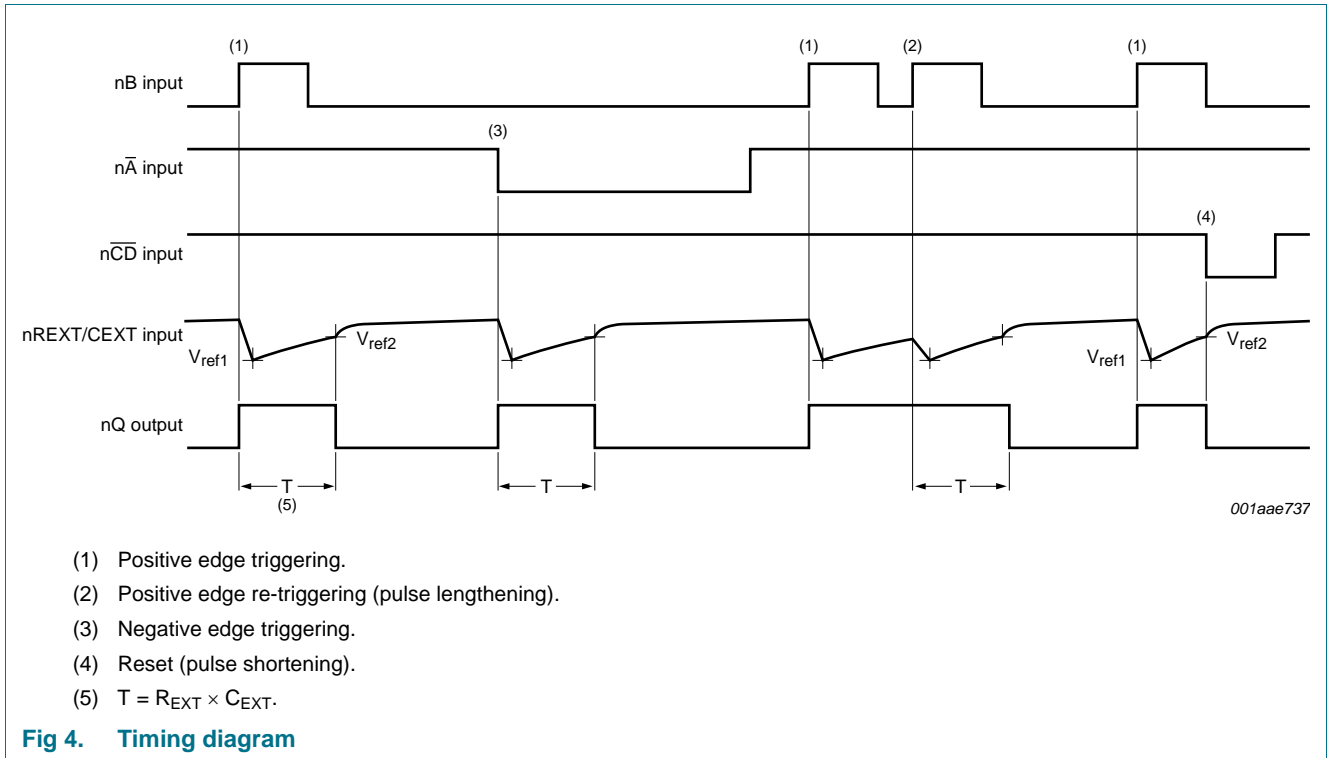 (1) (1) (2) (1)
nB input
(3)
nA̅ input
(4)
nC̅D̅ input
nREXT/CEXT input
Vref1 Vref2 Vref1 Vref2
nQ output
T T T
(5)
001aae737
(1) Positive edge triggering.
(2) Positive edge re-triggering (pulse lengthening).
(3) Negative edge triggering.
(4) Reset (pulse shortening).
(5) T = REXT × CEXT.
Fig 4. Timing diagram